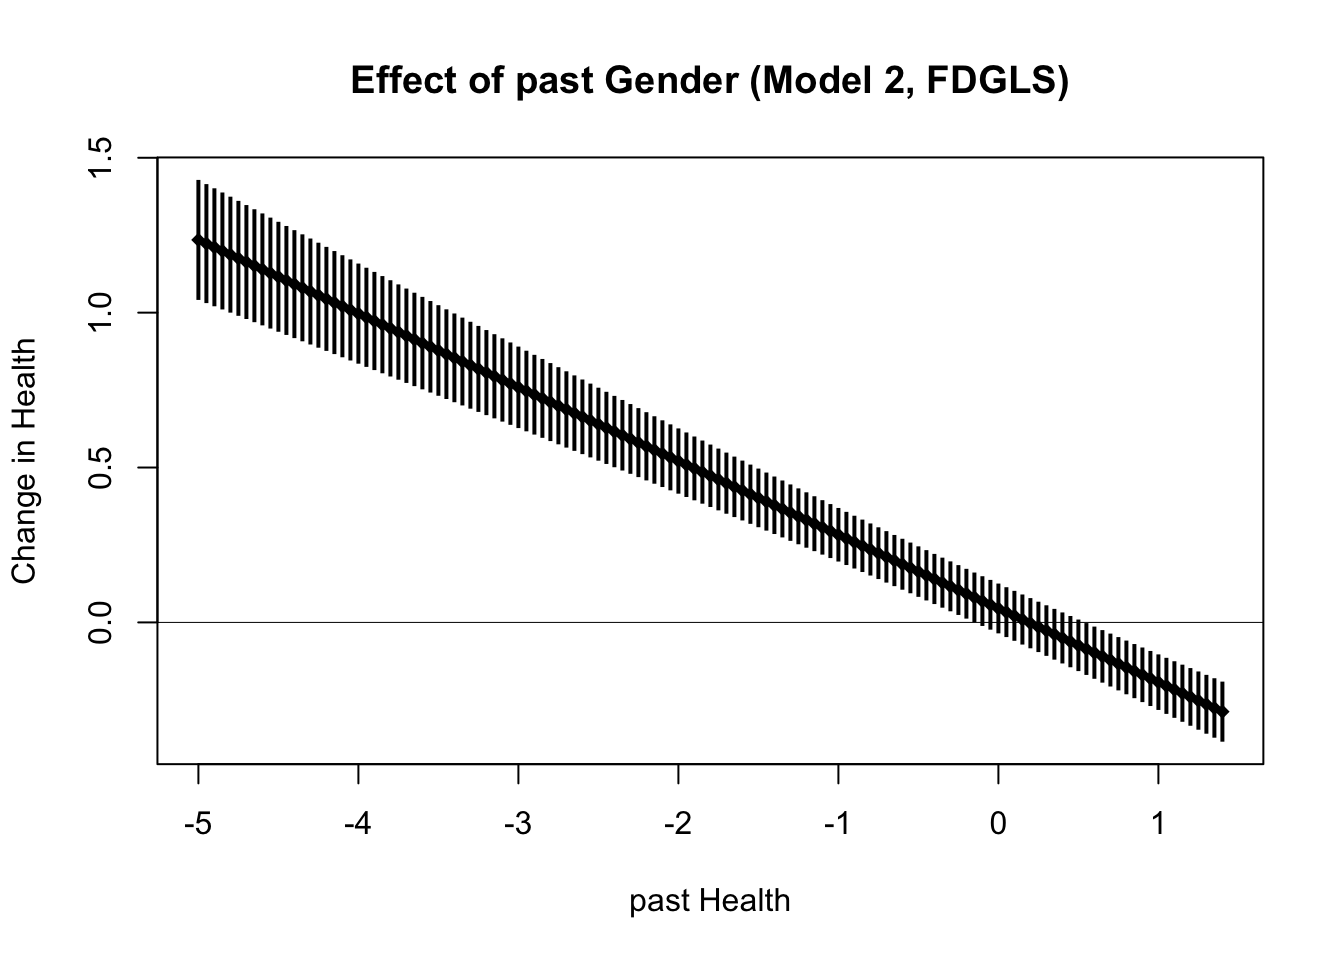 Effect of past Gender (Model 2, FDGLS)
1.5
1.0
0.5
0.0
Change in Health
-5 -4 -3 -2 -1 0 1
past Health